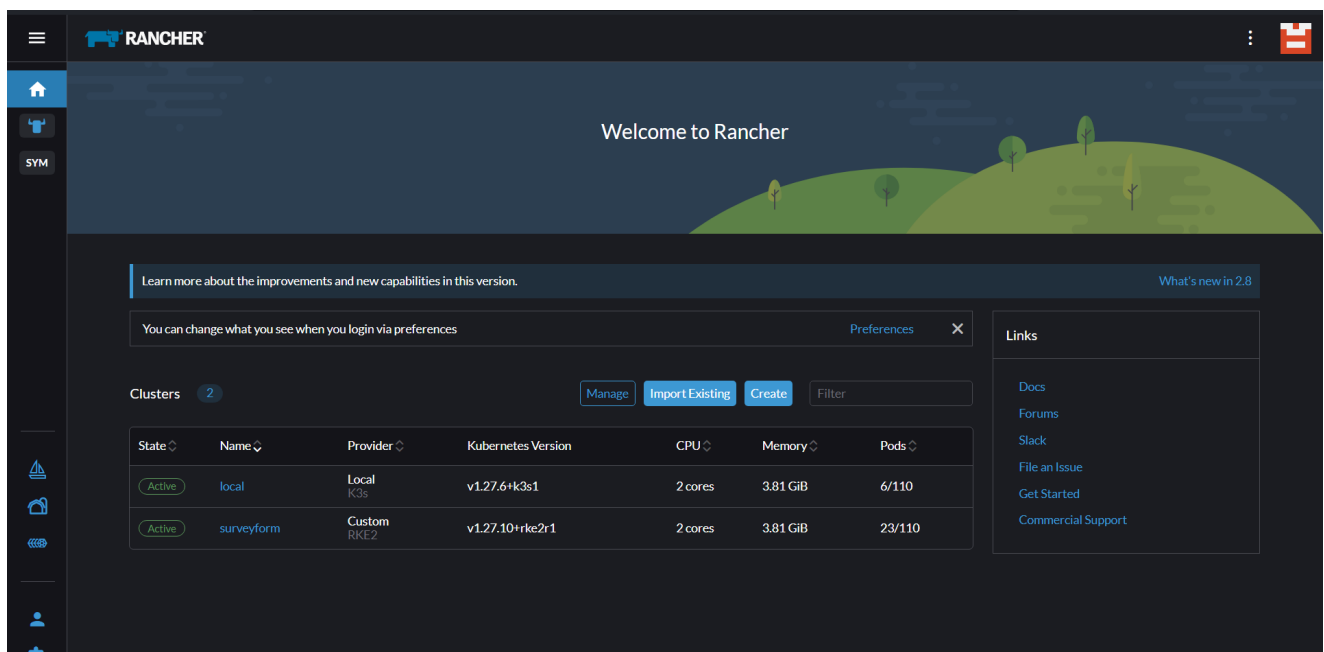 RANCHER
SYM
Welcome to Rancher
Learn more about the improvements and new capabilities in this version. What's new in 2.8
You can change what you see when you login via preferences Preferences
Links
Clusters 2 Manage Import Existing Create Filter
Docs
Forums
Slack
File an Issue
Get Started
Commercial Support
State Name Provider Kubernetes Version CPU Memory Pods
Active local Local v1.27.6+k3s1 2 cores 3.81 GiB 6/110
K3s
Active surveyform Custom v1.27.10+rke2r1 2 cores 3.81 GiB 23/110
RKE2